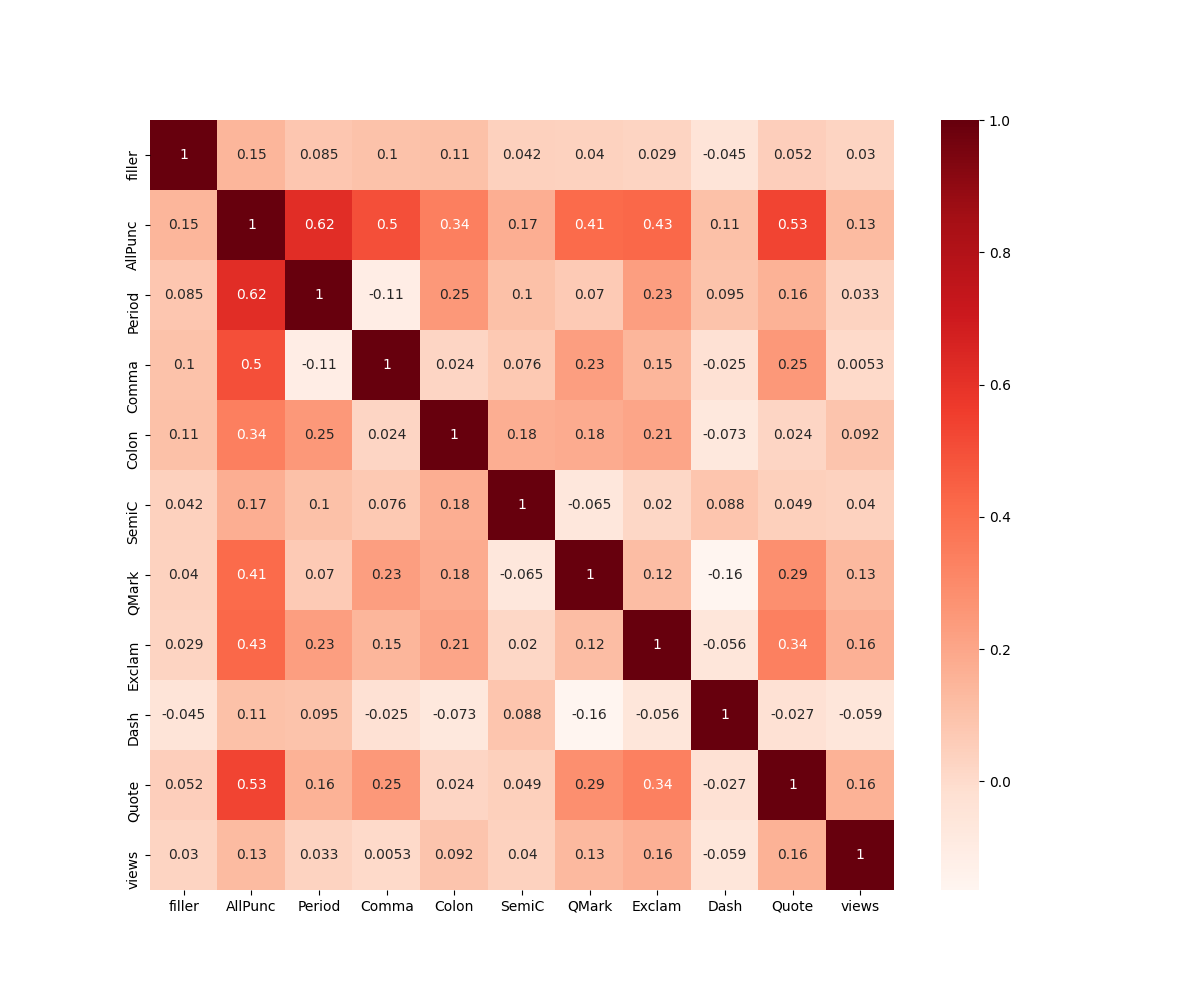 filler 1 0.15 0.085 0.1 0.11 0.042 0.04 0.029 -0.045 0.052 0.03
AllPunc 0.15 1 0.62 0.5 0.34 0.17 0.41 0.43 0.11 0.53 0.13
Period 0.085 0.62 1 -0.11 0.25 0.1 0.07 0.23 0.095 0.16 0.033
Comma 0.1 0.5 -0.11 1 0.024 0.076 0.23 0.15 -0.025 0.25 0.0053
Colon 0.11 0.34 0.25 0.024 1 0.18 0.18 0.21 -0.073 0.024 0.092
SemiC 0.042 0.17 0.1 0.076 0.18 1 -0.065 0.02 0.088 0.049 0.04
QMark 0.04 0.41 0.07 0.23 0.18 -0.065 1 0.12 -0.16 0.29 0.13
Exclam 0.029 0.43 0.23 0.15 0.21 0.02 0.12 1 -0.056 0.34 0.16
Dash -0.045 0.11 0.095 -0.025 -0.073 0.088 -0.16 -0.056 1 -0.027 -0.059
Quote 0.052 0.53 0.16 0.25 0.024 0.049 0.29 0.34 -0.027 1 0.16
views 0.03 0.13 0.033 0.0053 0.092 0.04 0.13 0.16 -0.059 0.16 1
filler AllPunc Period Comma Colon SemiC QMark Exclam Dash Quote views
1.0
0.8
0.6
0.4
0.2
0.0